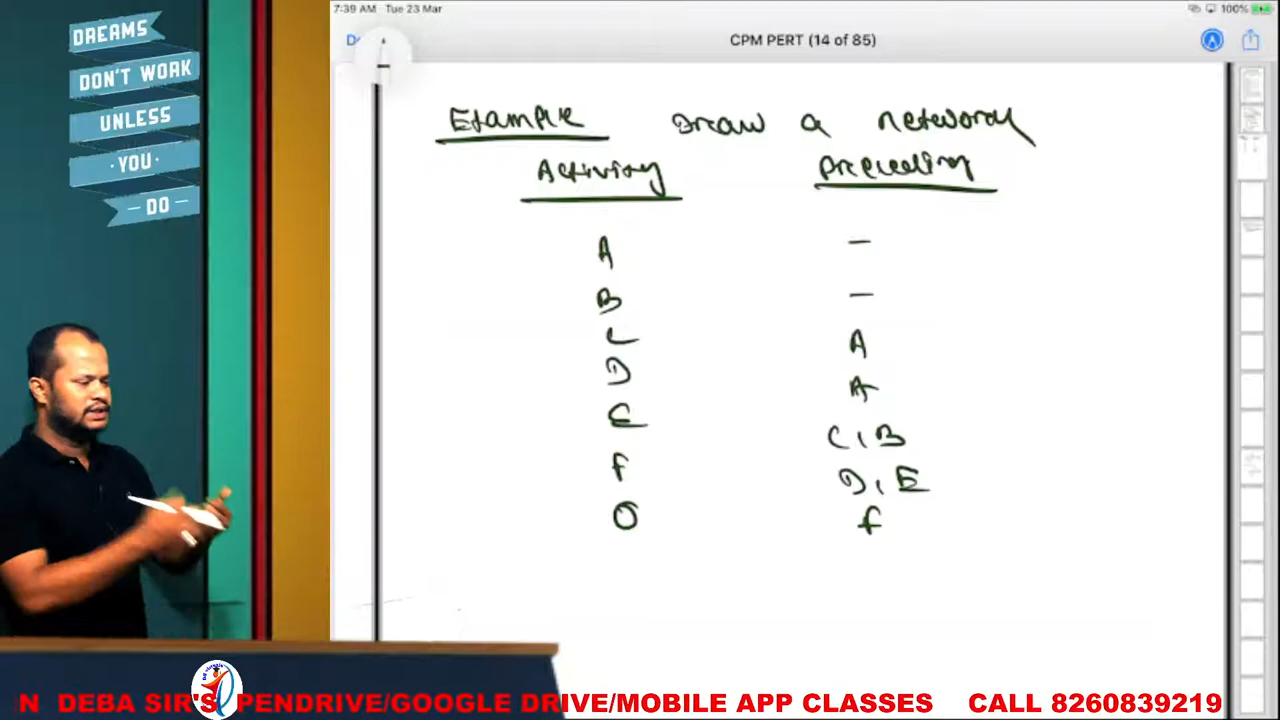 DREAMS
DON'T WORK
UNLESS
· YOU ·
— DO —
7:39 AM Tue 23 Mar
100%
CPM PERT (14 of 85)
Example Draw a network
Activity Preceding
A –
B –
C A
D A
E C, B
F D, E
O F
N DEBA SIR'S PENDRIVE/GOOGLE DRIVE/MOBILE APP CLASSES CALL 8260839219